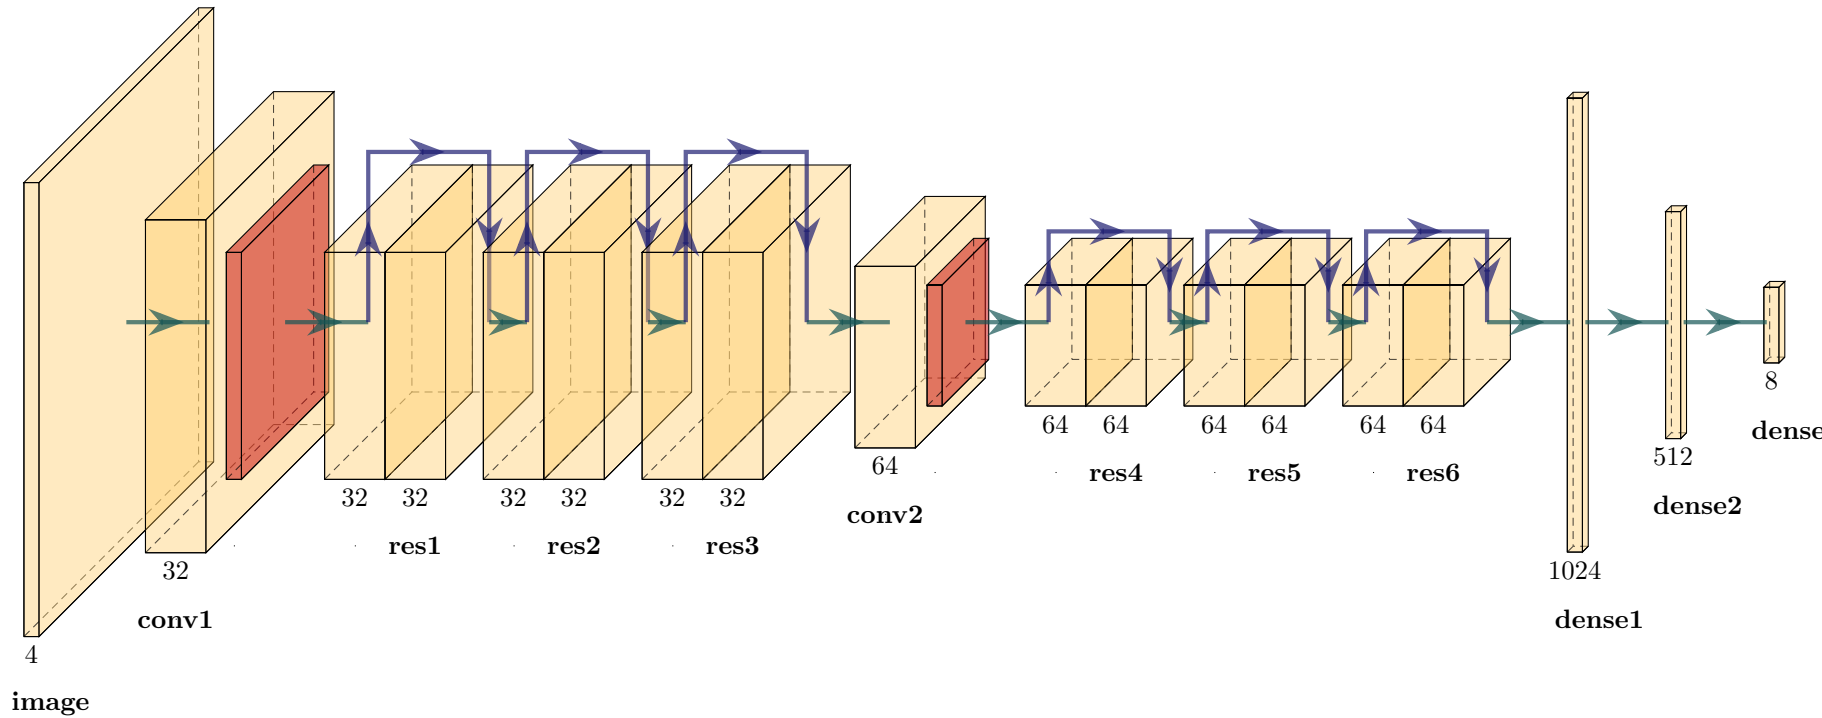 4
image
32
conv1
32 32
res1
32 32
res2
32 32
res3
64
conv2
64 64
res4
64 64
res5
64 64
res6
1024
dense1
512
dense2
8
dense